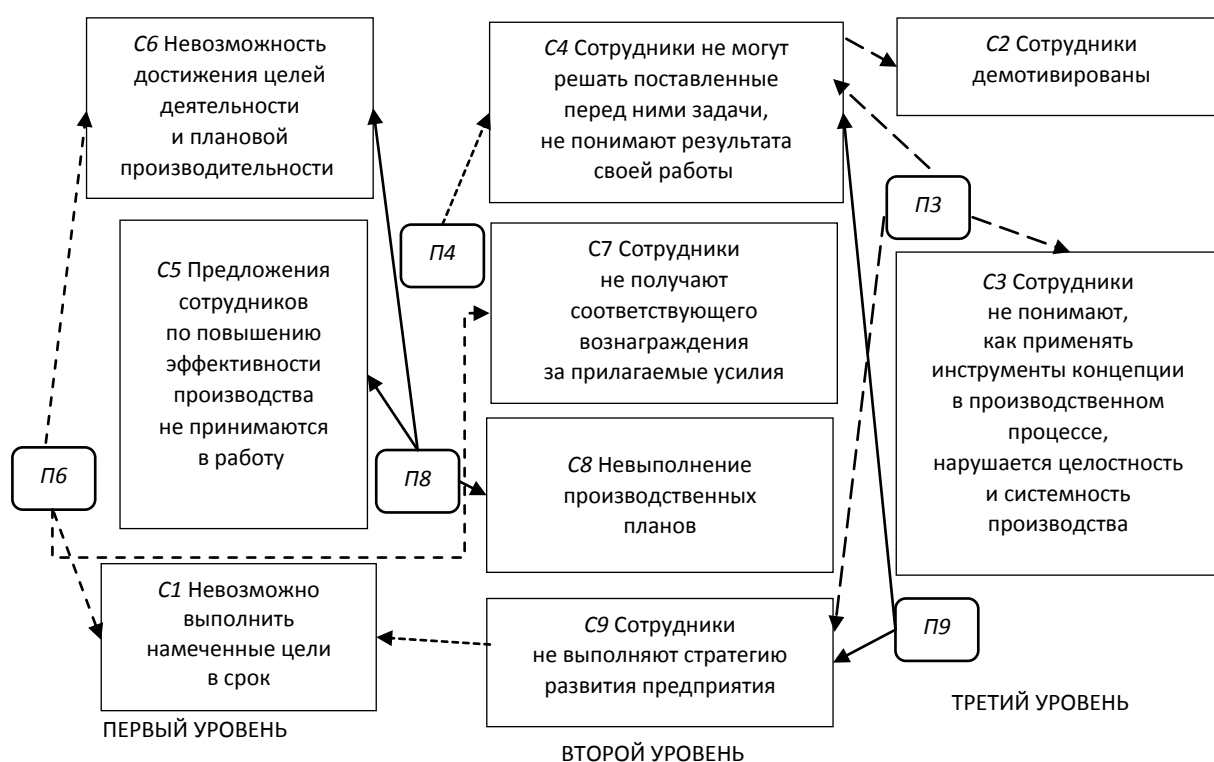 С6 Невозможность
достижения целей
деятельности
и плановой
производительности
С4 Сотрудники не могут
решать поставленные
перед ними задачи,
не понимают результата
своей работы
С2 Сотрудники
демотивированы
П3
П4
С5 Предложения
сотрудников
по повышению
эффективности
производства
не принимаются
в работу
С7 Сотрудники
не получают
соответствующего
вознаграждения
за прилагаемые усилия
С3 Сотрудники
не понимают,
как применять
инструменты концепции
в производственном
процессе,
нарушается целостность
и системность
производства
П6
П8
С8 Невыполнение
производственных
планов
С1 Невозможно
выполнить
намеченные цели
в срок
С9 Сотрудники
не выполняют стратегию
развития предприятия
П9
ПЕРВЫЙ УРОВЕНЬ
ВТОРОЙ УРОВЕНЬ
ТРЕТИЙ УРОВЕНЬ